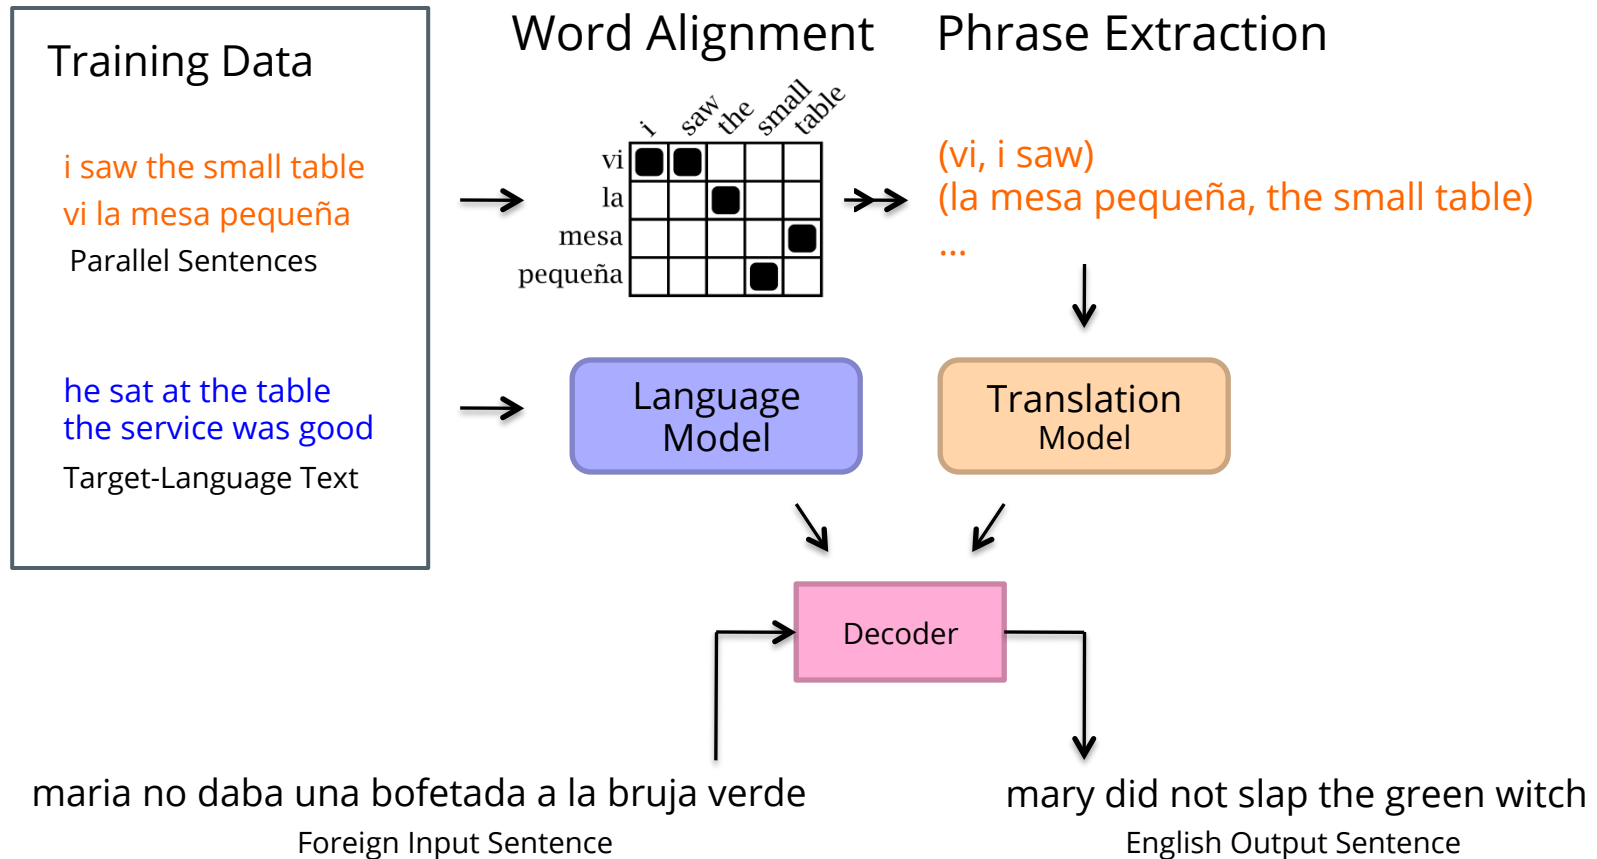 Training Data
i saw the small table
vi la mesa pequeña
Parallel Sentences
he sat at the table
the service was good
Target-Language Text
Word Alignment
i saw the small table
vi
la
mesa
pequeña
Phrase Extraction
(vi, i saw)
(la mesa pequeña, the small table)
...
Language
Model
Translation
Model
Decoder
maria no daba una bofetada a la bruja verde
Foreign Input Sentence
mary did not slap the green witch
English Output Sentence